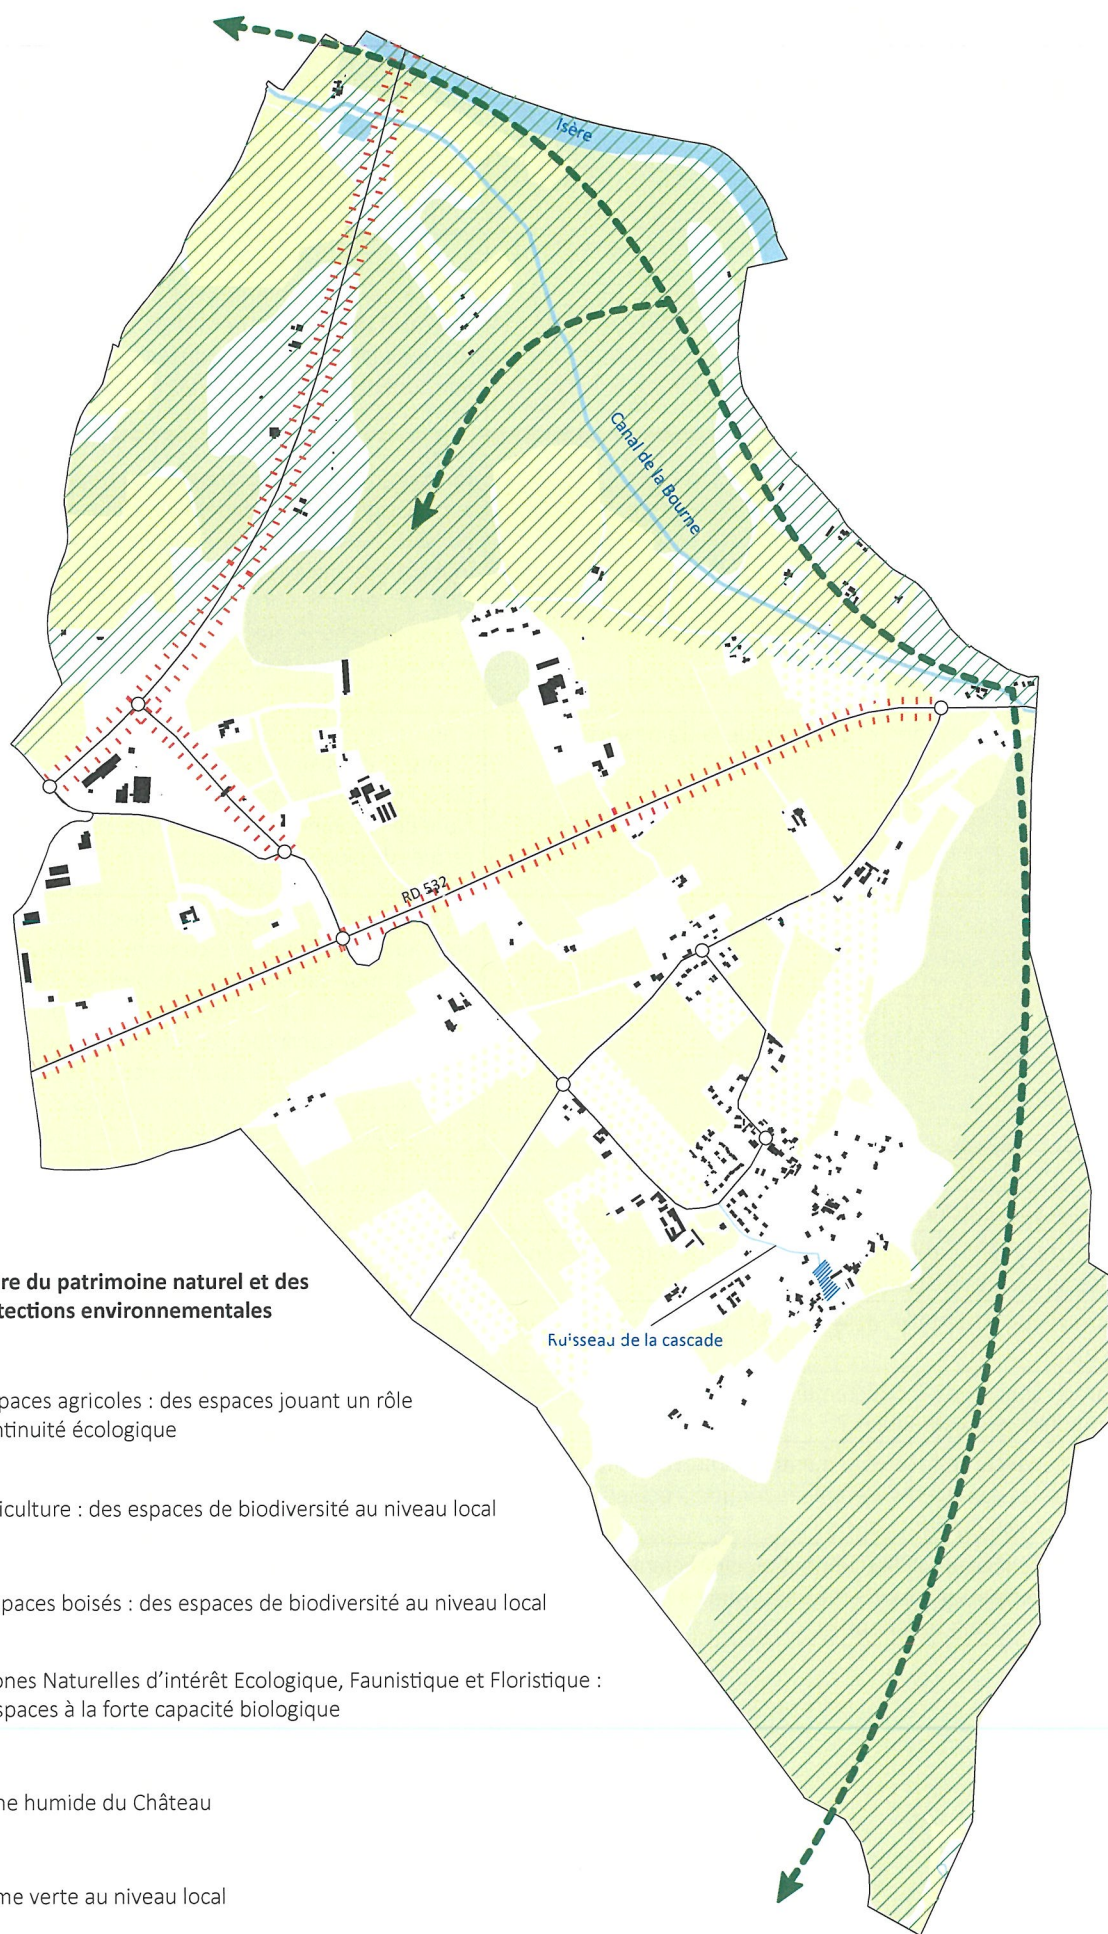 Isère
Canal de la Bourne
RD 532
Ruisseau de la cascade
re du patrimoine naturel et des
tections environnementales
paces agricoles : des espaces jouant un rôle
ntinuité écologique
iculture : des espaces de biodiversité au niveau local
paces boisés : des espaces de biodiversité au niveau local
ones Naturelles d'intérêt Ecologique, Faunistique et Floristique :
spaces à la forte capacité biologique
ne humide du Château
me verte au niveau local